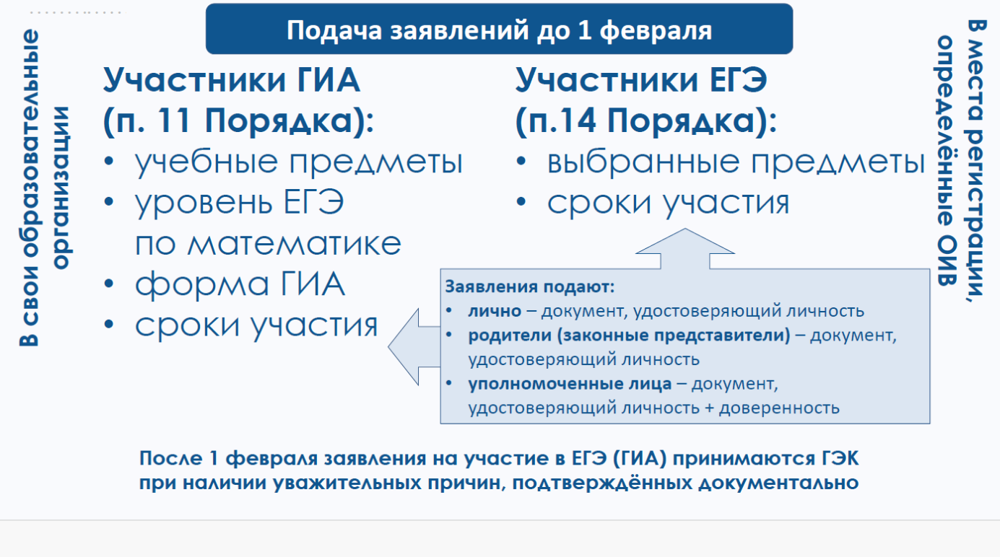 Подача заявлений до 1 февраля
В свои образовательные
организации
Участники ГИА
(п. 11 Порядка):
• учебные предметы
• уровень ЕГЭ
по математике
• форма ГИА
• сроки участия
Участники ЕГЭ
(п.14 Порядка):
• выбранные предметы
• сроки участия
В места регистрации,
определённые ОИВ
Заявления подают:
• лично – документ, удостоверяющий личность
• родители (законные представители) – документ,
удостоверяющий личность
• уполномоченные лица – документ,
удостоверяющий личность + доверенность
После 1 февраля заявления на участие в ЕГЭ (ГИА) принимаются ГЭК
при наличии уважительных причин, подтверждённых документально